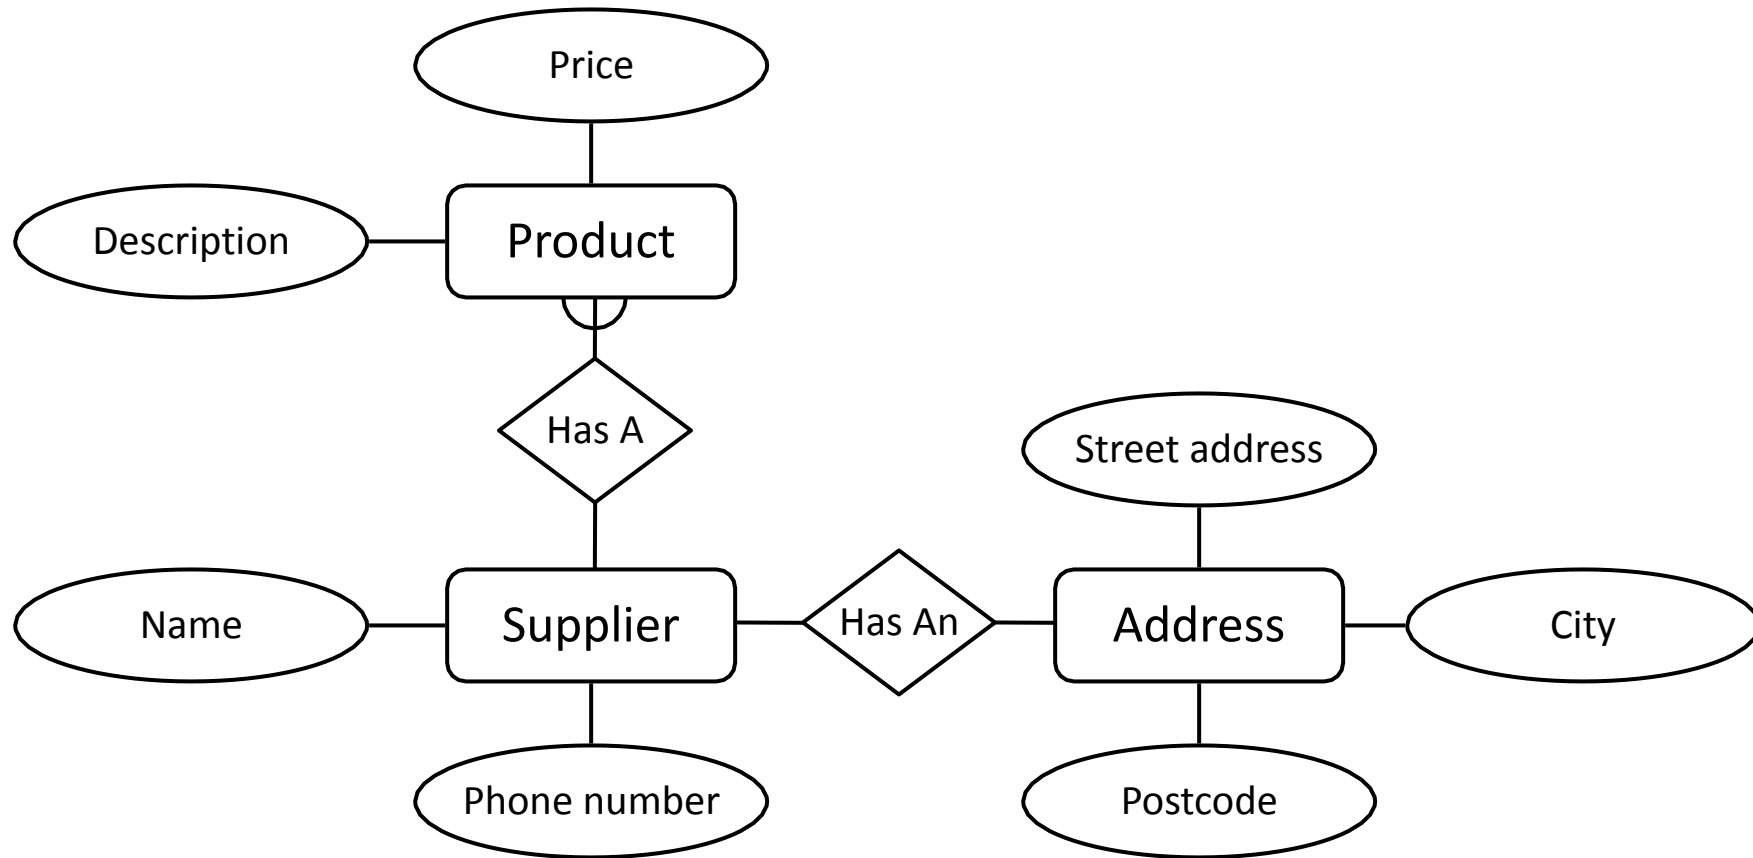 Price
Description
Product
Has A
Street address
Name
Supplier
Has An
Address
City
Phone number
Postcode